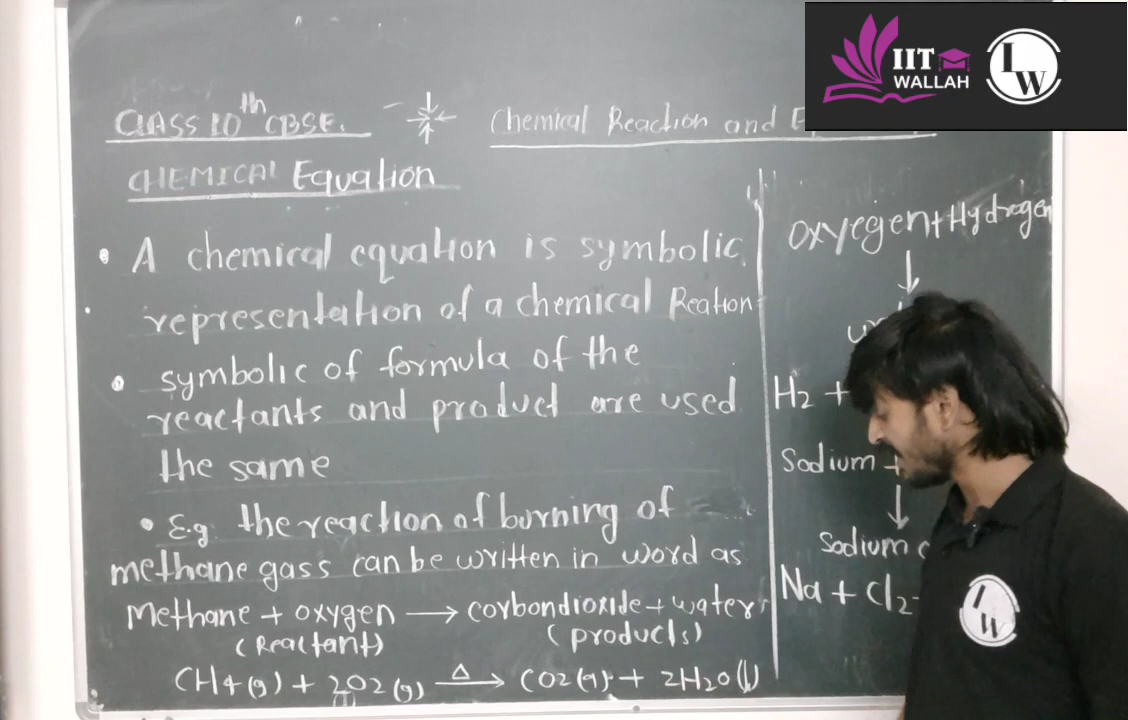 IIT
WALLAH
LW
CLASS 10th CBSE.
Chemical Reaction and
CHEMICAL Equation
• A chemical equation is symbolic
representation of a chemical Reation
• symbolic of formula of the
reactants and product are used
the same
• E.g. the reaction of burning of
methane gass can be written in word as
Methane + oxygen → corbondioxide + water
(Reactant) (products)
CH4(g) + 2O2(g) △→ CO2(g) + 2H2O(l)
oxyegen + Hydrogen
↓
H2 +
Sodium +
↓
Sodium
Na + Cl2
LW